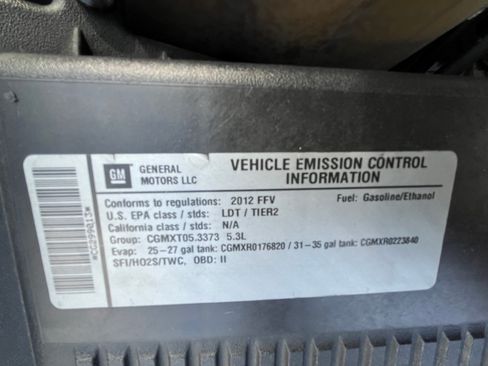 GM
GENERAL MOTORS LLC
VEHICLE EMISSION CONTROL
INFORMATION
Conforms to regulations: 2012 FFV
Fuel: Gasoline/Ethanol
U.S. EPA class / stds: LDT / TIER2
California class / stds: N/A
Group: CGMXT05.3373 5.3L
Evap: 25-27 gal tank: CGMXR0176820 / 31-35 gal tank: CGMXR0223840
SFI/HO2S/TWC, OBD: II